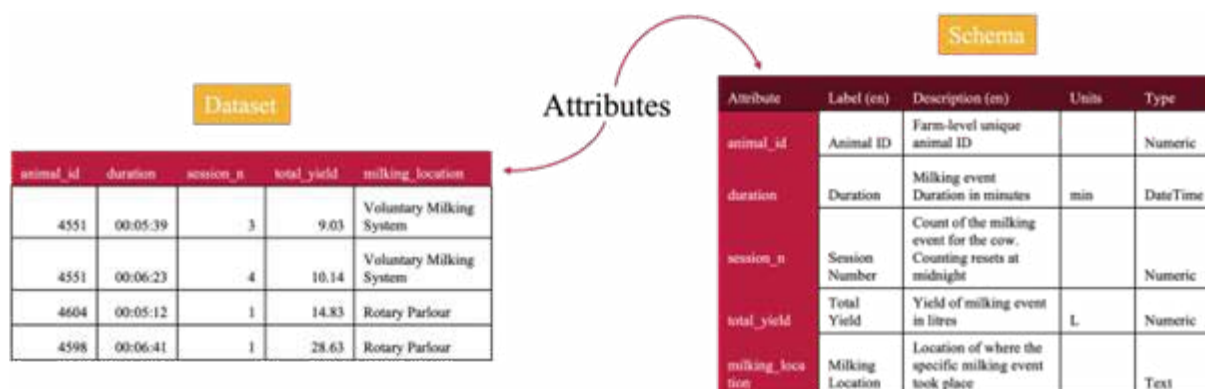 Schema
Dataset
Attributes
animal_id duration session_n total_yield milking_location
4551 00:05:39 3 9.03 Voluntary Milking
System
4551 00:06:23 4 10.14 Voluntary Milking
System
4604 00:05:12 1 14.83 Rotary Parlour
4598 00:06:41 1 28.63 Rotary Parlour
Attribute Label (en) Description (en) Units Type
animal_id Animal ID Farm-level unique
animal ID Numeric
duration Duration Milking event
Duration in minutes min DateTime
session_n Session
Number Count of the milking
event for the cow.
Counting resets at
midnight Numeric
total_yield Total
Yield Yield of milking event
in litres L Numeric
milking_loca
tion Milking
Location Location of where the
specific milking event
took place Text